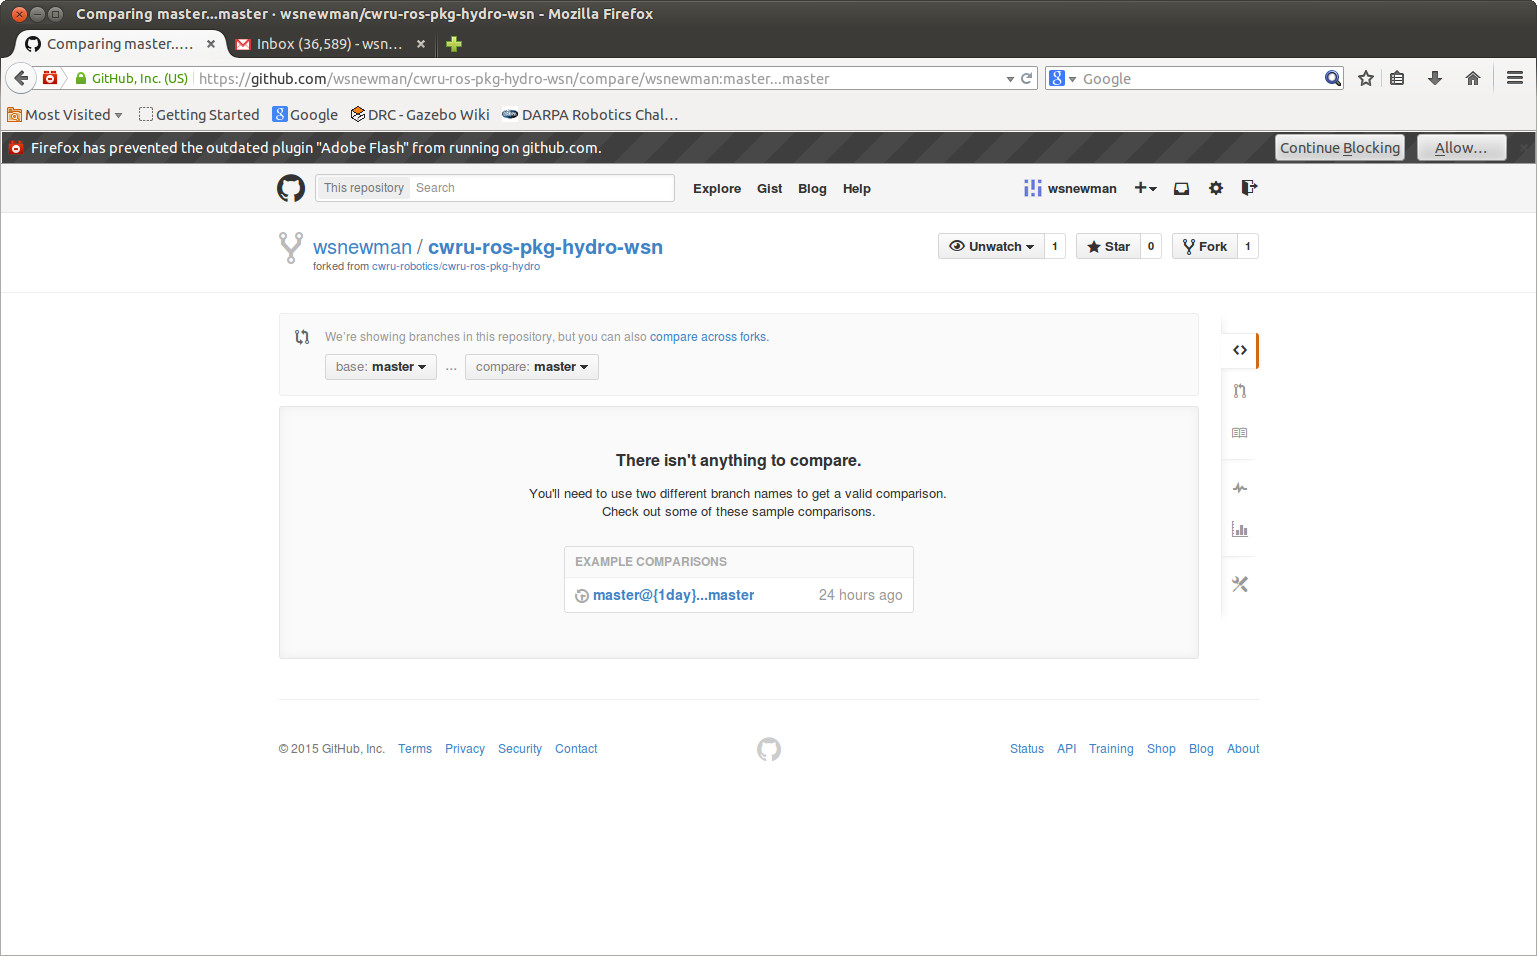 Comparing master...master · wsnewman/cwru-ros-pkg-hydro-wsn - Mozilla Firefox
Comparing master.…
Inbox (36,589) - wsn…
GitHub, Inc. (US)
https://github.com/wsnewman/cwru-ros-pkg-hydro-wsn/compare/wsnewman:master...master
Google
Most Visited
Getting Started
Google
DRC - Gazebo Wiki
DARPA Robotics Chal…
Firefox has prevented the outdated plugin "Adobe Flash" from running on github.com.
Continue Blocking
Allow…
This repository
Search
Explore
Gist
Blog
Help
wsnewman
wsnewman / cwru-ros-pkg-hydro-wsn
forked from cwru-robotics/cwru-ros-pkg-hydro
Unwatch
1
Star
0
Fork
1
We're showing branches in this repository, but you can also compare across forks.
base: master
...
compare: master
There isn't anything to compare.
You'll need to use two different branch names to get a valid comparison.
Check out some of these sample comparisons.
EXAMPLE COMPARISONS
master@{1day}...master
24 hours ago
© 2015 GitHub, Inc.
Terms
Privacy
Security
Contact
Status
API
Training
Shop
Blog
About